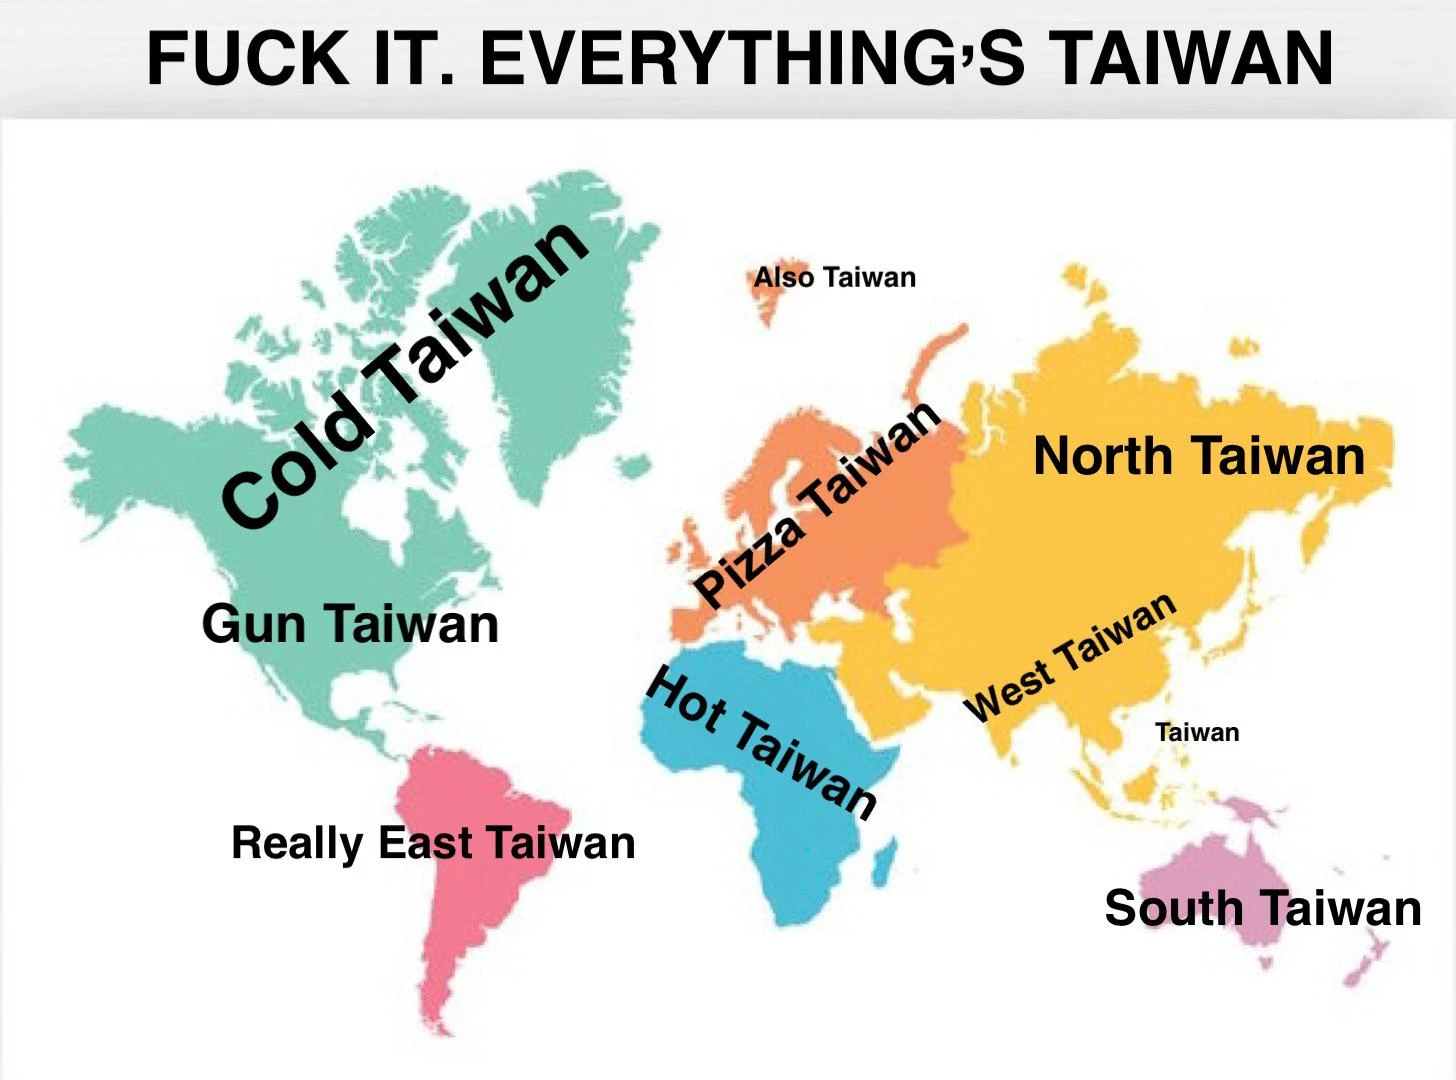 FUCK IT. EVERYTHING’S TAIWAN
Cold Taiwan
Also Taiwan
North Taiwan
Pizza Taiwan
Gun Taiwan
West Taiwan
Hot Taiwan
Taiwan
Really East Taiwan
South Taiwan